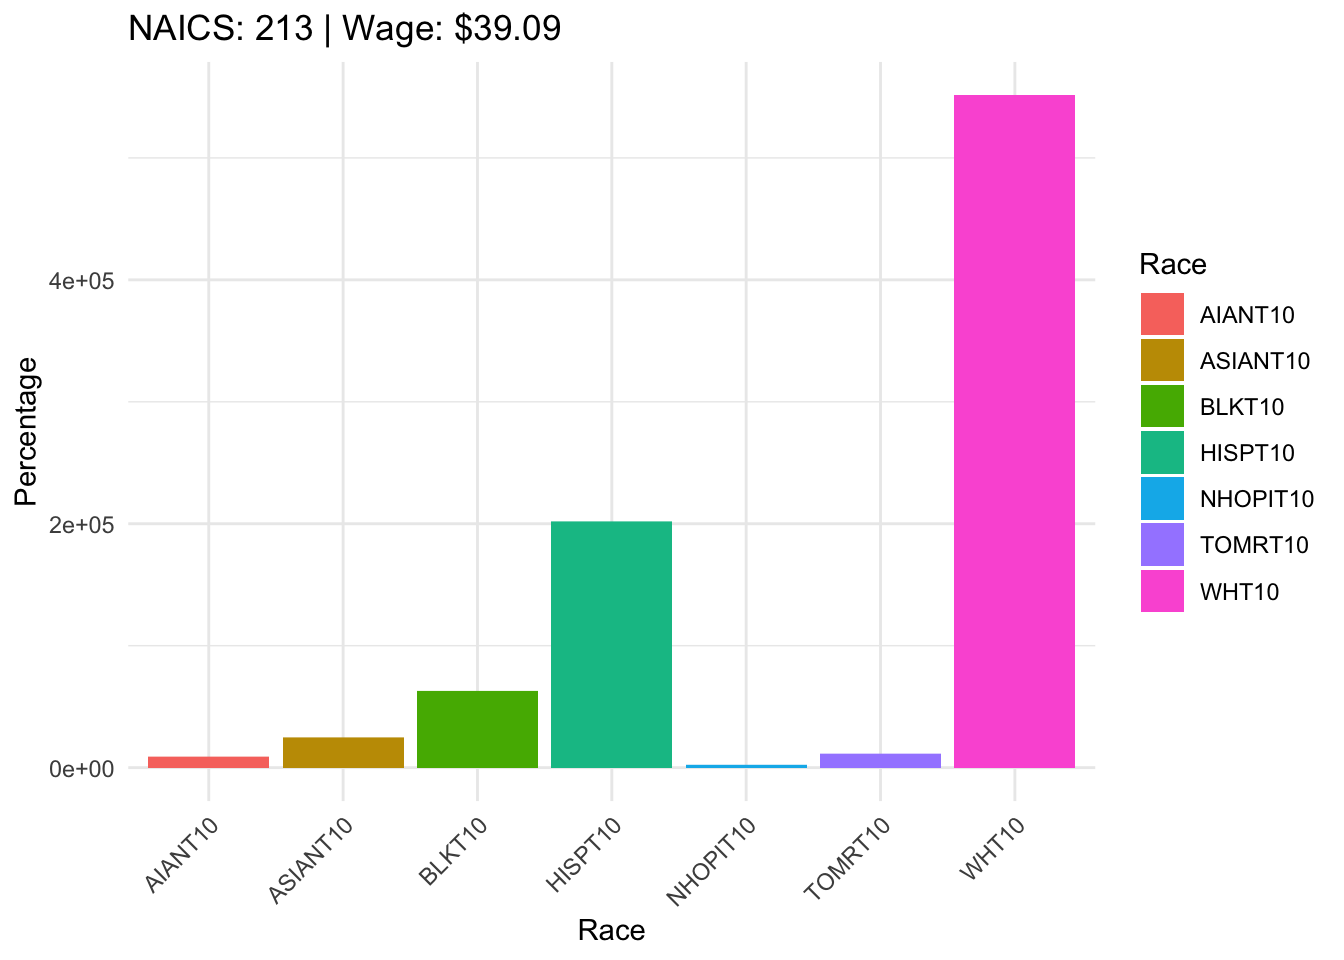 NAICS: 213 | Wage: $39.09
Percentage
4e+05
2e+05
0e+00
AIANT10
ASIANT10
BLKT10
HISPT10
NHOPIT10
TOMRT10
WHT10
Race
Race
AIANT10
ASIANT10
BLKT10
HISPT10
NHOPIT10
TOMRT10
WHT10